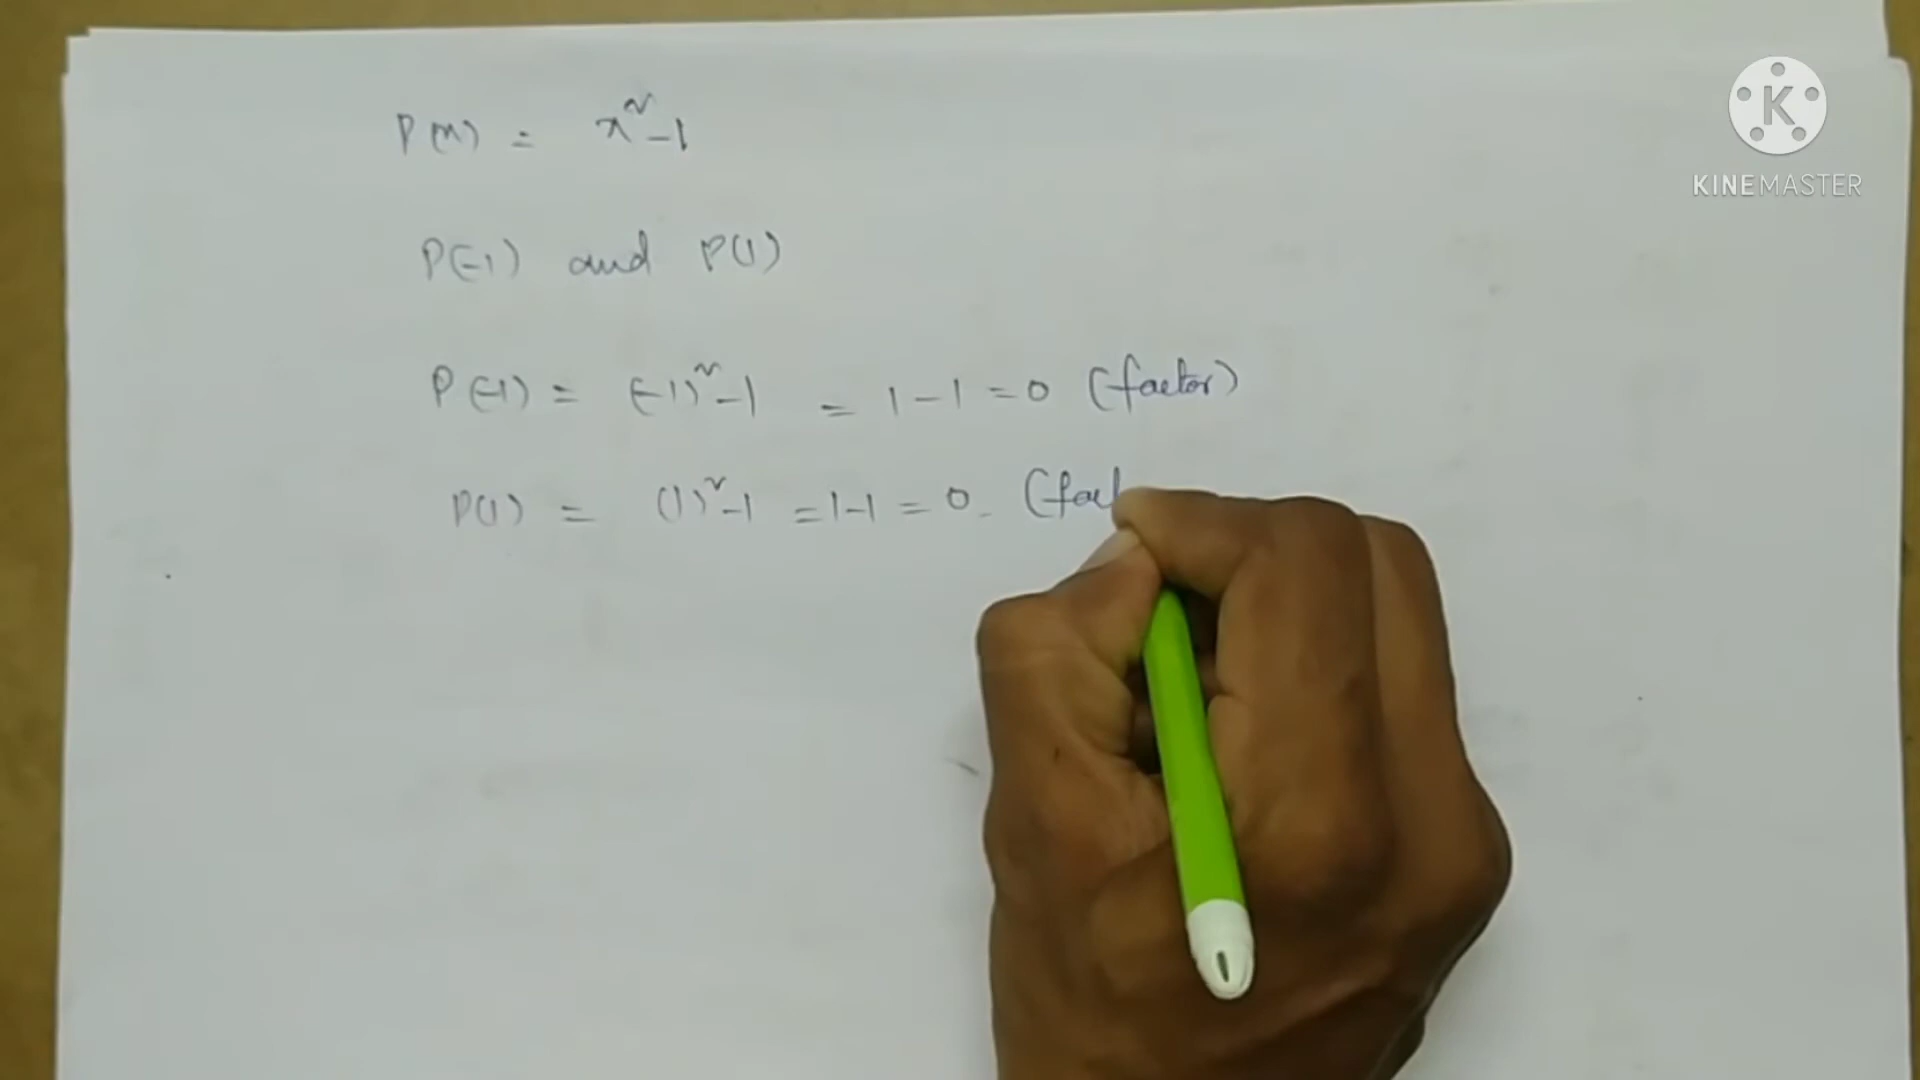 P(x) = x² - 1
K
KINEMASTER
P(-1) and P(1)
P(-1) = (-1)² - 1 = 1 - 1 = 0 (factor)
P(1) = (1)² - 1 = 1 - 1 = 0 (fact